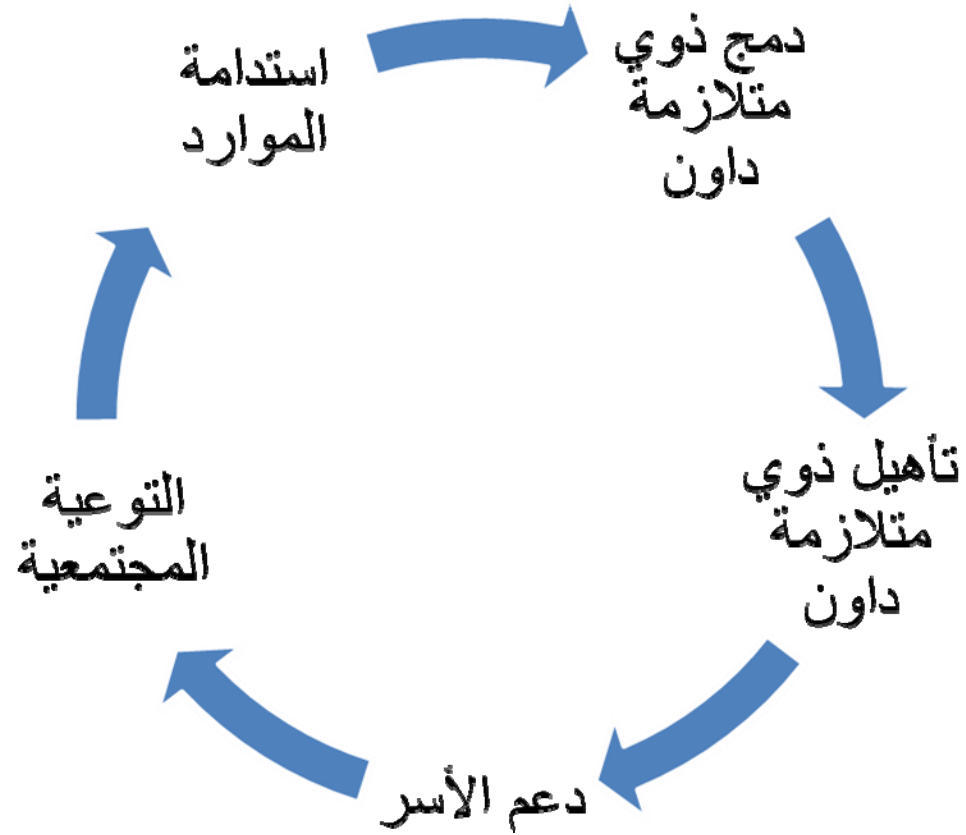 دمج ذوي
متلازمة
داون
تأهيل ذوي
متلازمة
داون
دعم الأسر
التوعية
المجتمعية
استدامة
الموارد